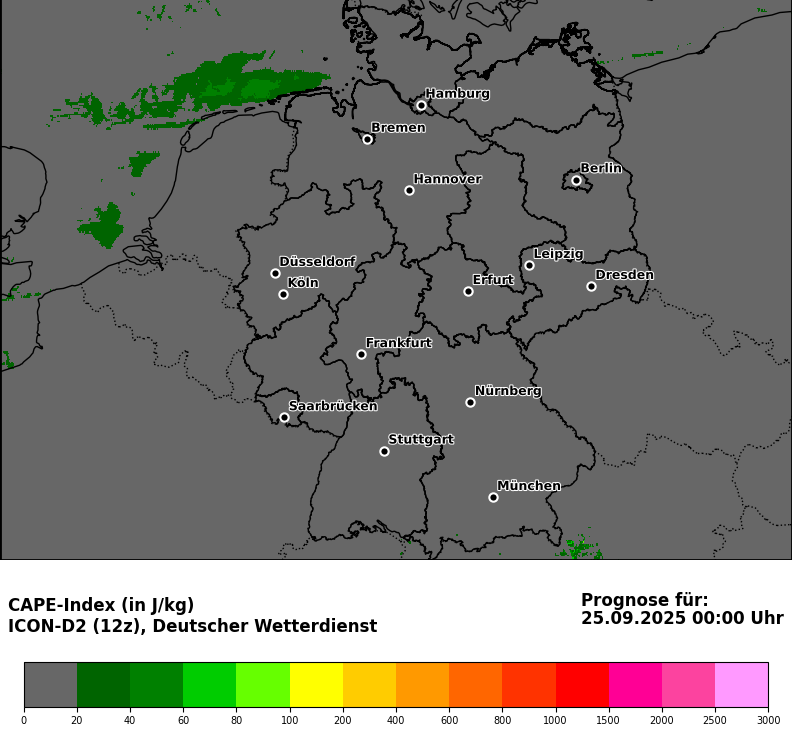 Hamburg
Bremen
Berlin
Hannover
Leipzig
Düsseldorf
Dresden
Köln
Erfurt
Frankfurt
Nürnberg
Saarbrücken
Stuttgart
München
CAPE-Index (in J/kg)
ICON-D2 (12z), Deutscher Wetterdienst
Prognose für:
25.09.2025 00:00 Uhr
0 20 40 60 80 100 200 400 600 800 1000 1500 2000 2500 3000